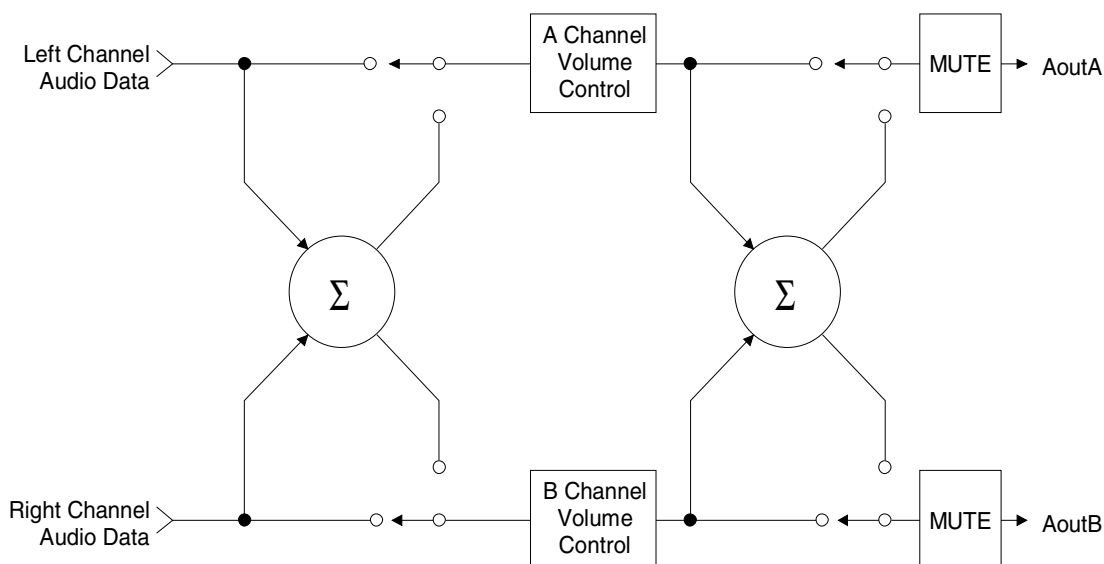 Left Channel
Audio Data
A Channel
Volume
Control
MUTE
AoutA
Σ
Σ
Right Channel
Audio Data
B Channel
Volume
Control
MUTE
AoutB